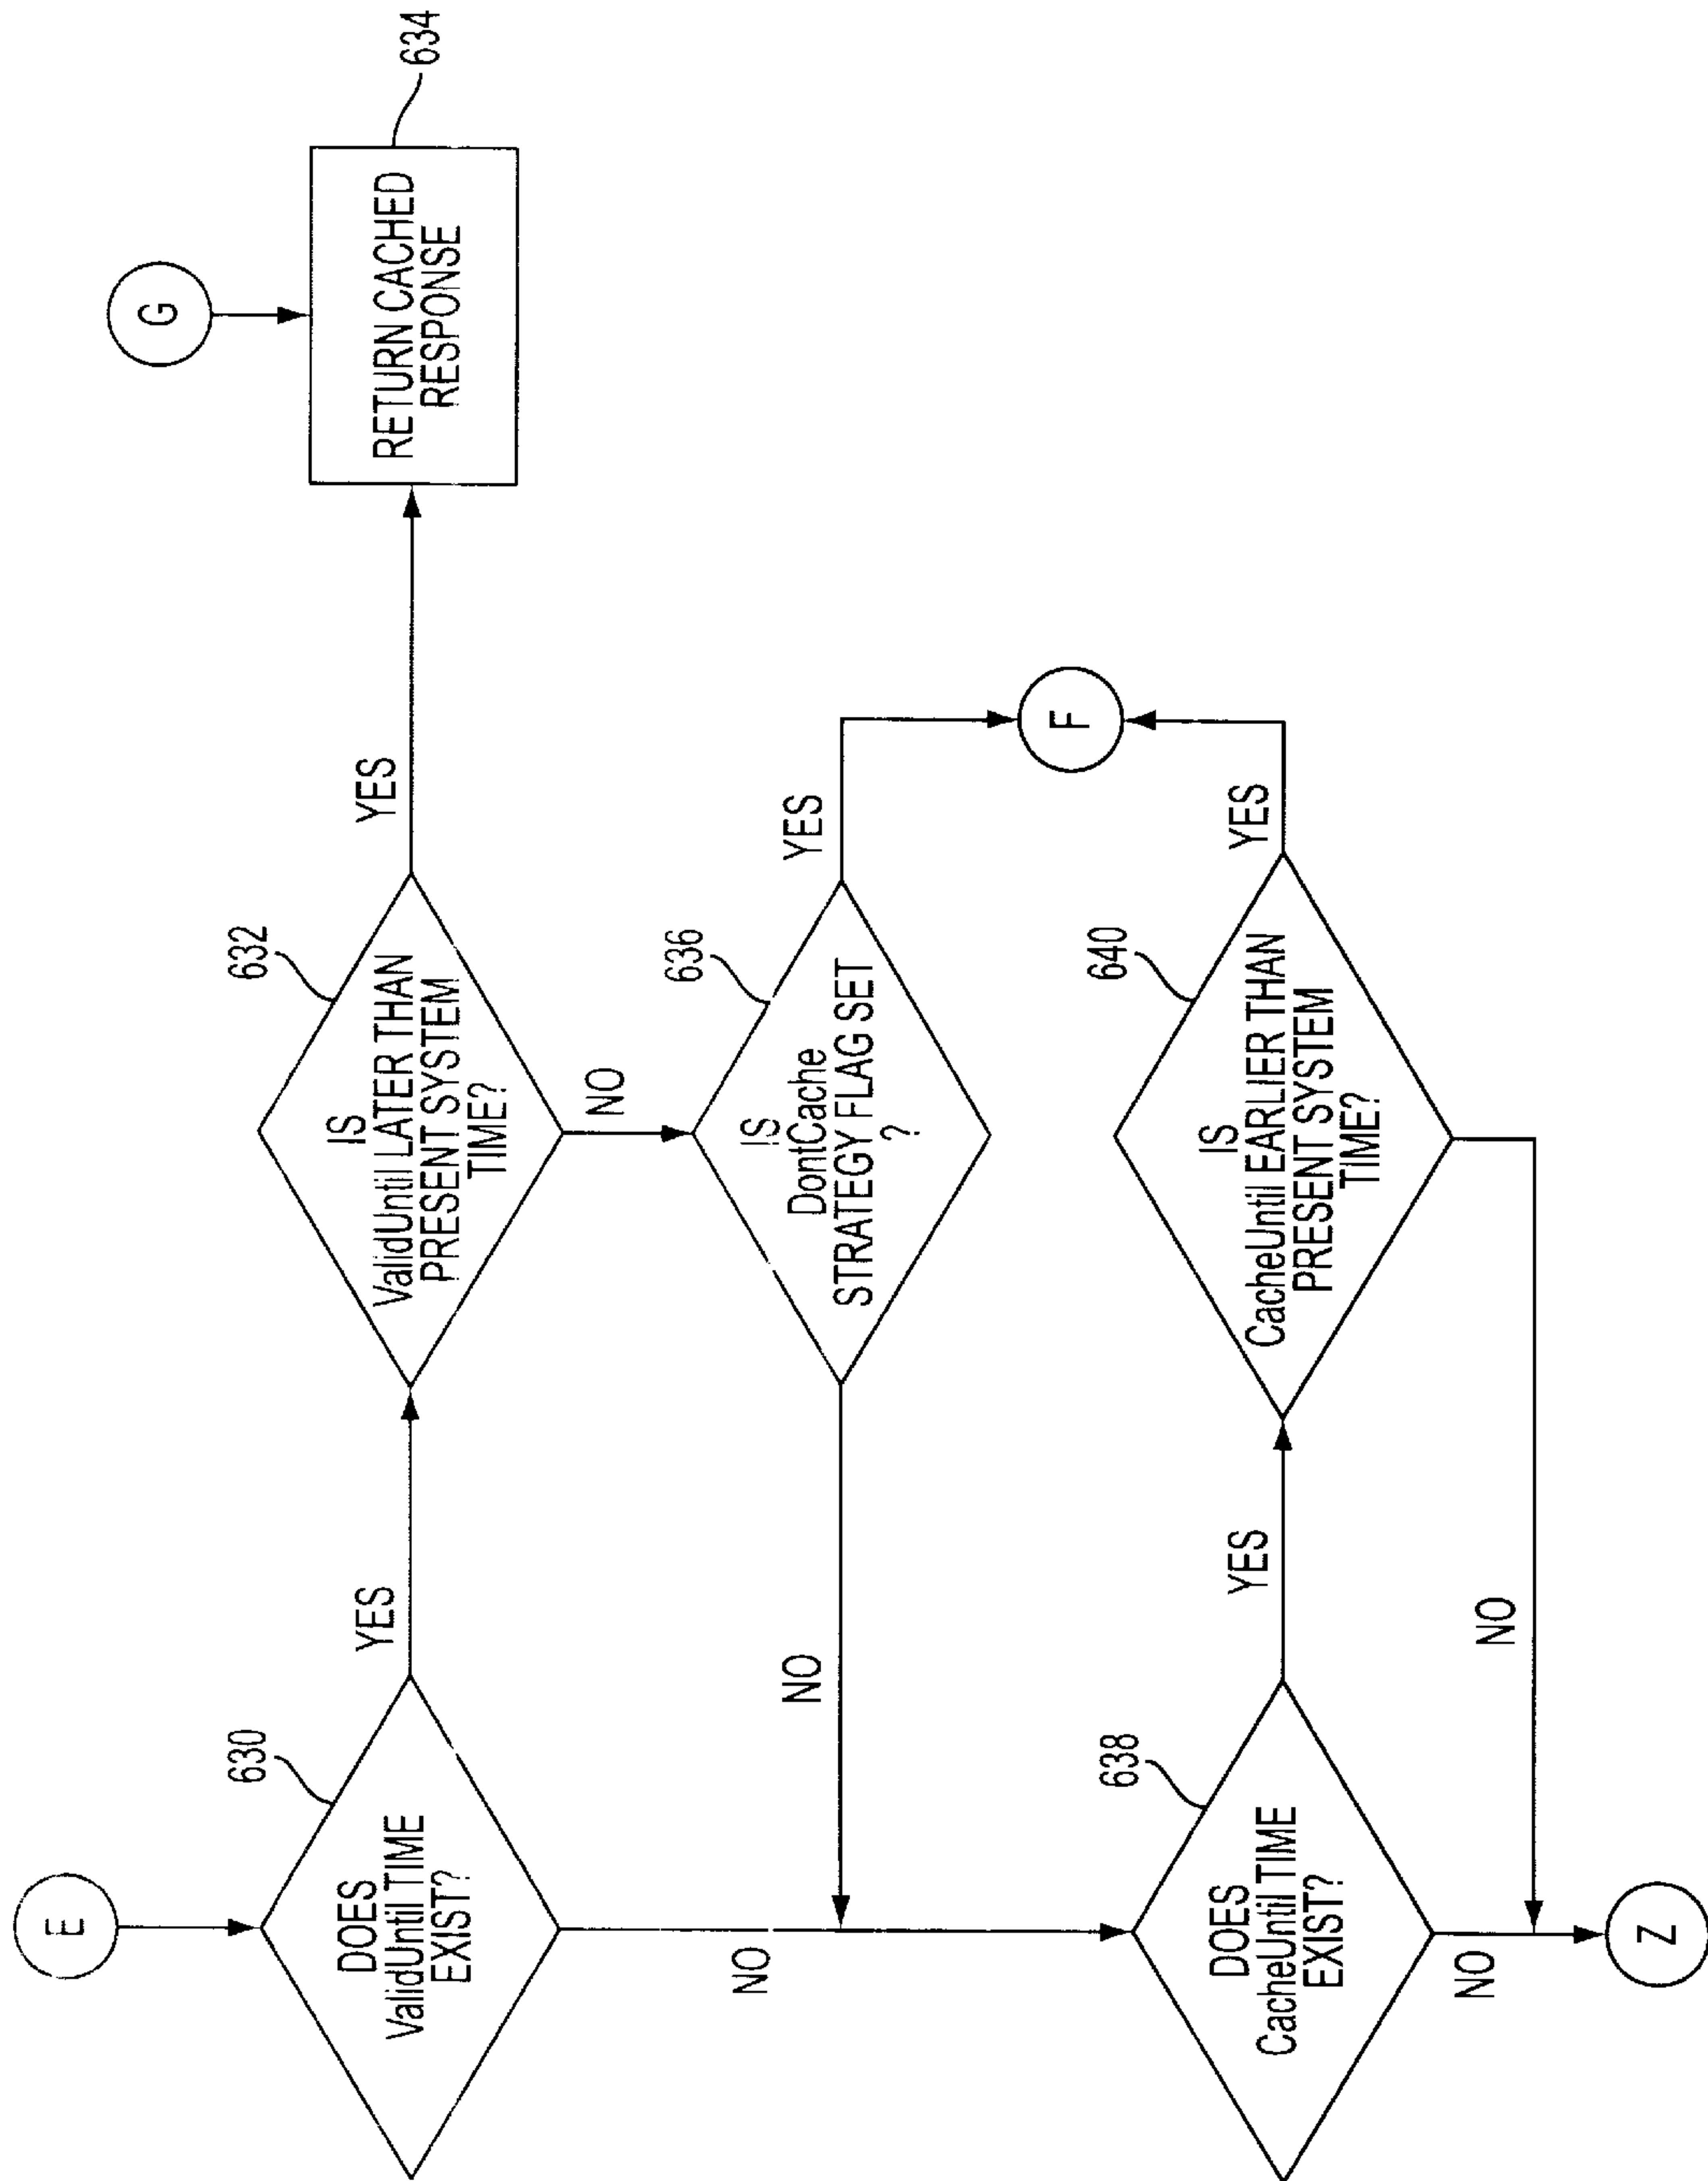 E
630
DOES
ValidUntil TIME
EXIST?
YES
NO
632
IS
ValidUntil LATER THAN
PRESENT SYSTEM
TIME?
YES
NO
G
634
RETURN CACHED
RESPONSE
636
IS
DontCache
STRATEGY FLAG SET
?
YES
NO
F
638
DOES
CacheUntil TIME
EXIST?
YES
NO
640
IS
CacheUntil EARLIER THAN
PRESENT SYSTEM
TIME?
YES
NO
Z